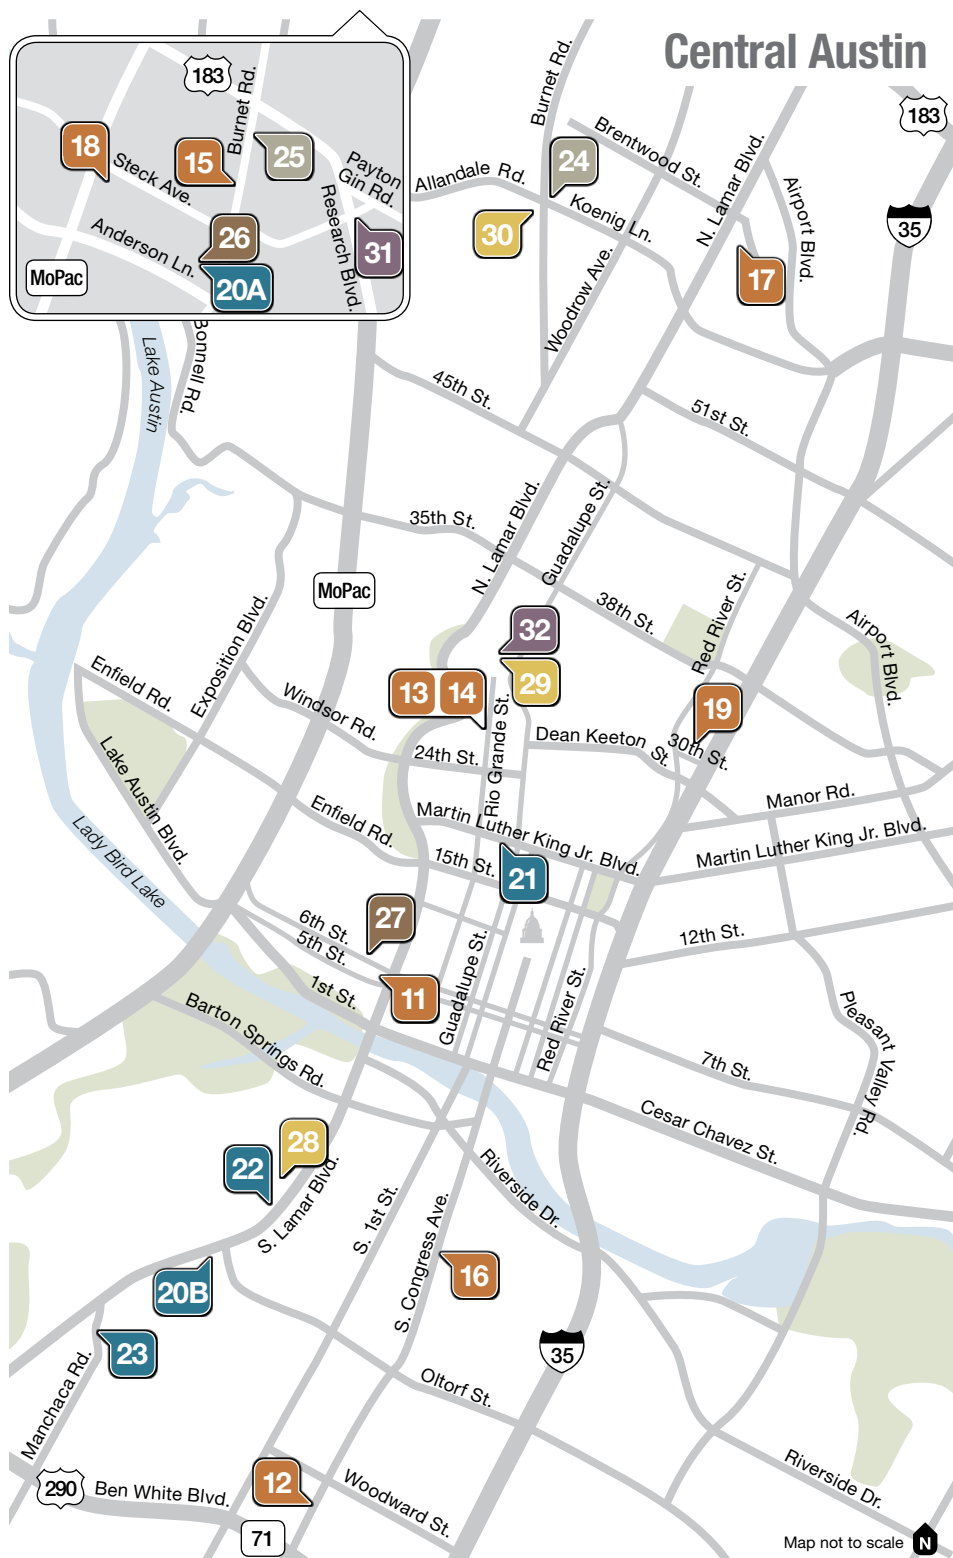 Central Austin
183
Burnet Rd.
18
15
25
Steck Ave.
Payton
Gin Rd.
Research Blvd.
Anderson Ln.
26
31
MoPac
20A
Burnet Rd.
183
Brentwood St.
24
N. Lamar Blvd.
Allandale Rd.
Airport Blvd.
35
30
Koenig Ln.
17
Woodrow Ave.
Lake Austin
Bonnell Rd.
45th St.
51st St.
35th St.
N. Lamar Blvd.
Guadalupe St.
MoPac
38th St.
Red River St.
Exposition Blvd.
32
Airport Blvd.
Enfield Rd.
13
14
29
19
Windsor Rd.
Rio Grande St.
Dean Keeton
St.
30th St.
24th St.
Lake Austin Blvd.
Enfield Rd.
Martin Luther King Jr. Blvd.
Manor Rd.
Martin Luther King Jr. Blvd.
Lady Bird Lake
15th St.
21
27
6th St.
5th St.
12th St.
1st St.
11
Guadalupe St.
Red River St.
Barton Springs Rd.
Pleasant Valley Rd.
7th St.
Cesar Chavez St.
28
22
S. Lamar Blvd.
Riverside Dr.
S. 1st St.
S. Congress Ave.
16
20B
23
35
Manchaca Rd.
Oltorf St.
290
Ben White Blvd.
12
Woodward St.
Riverside Dr.
71
Map not to scale
N